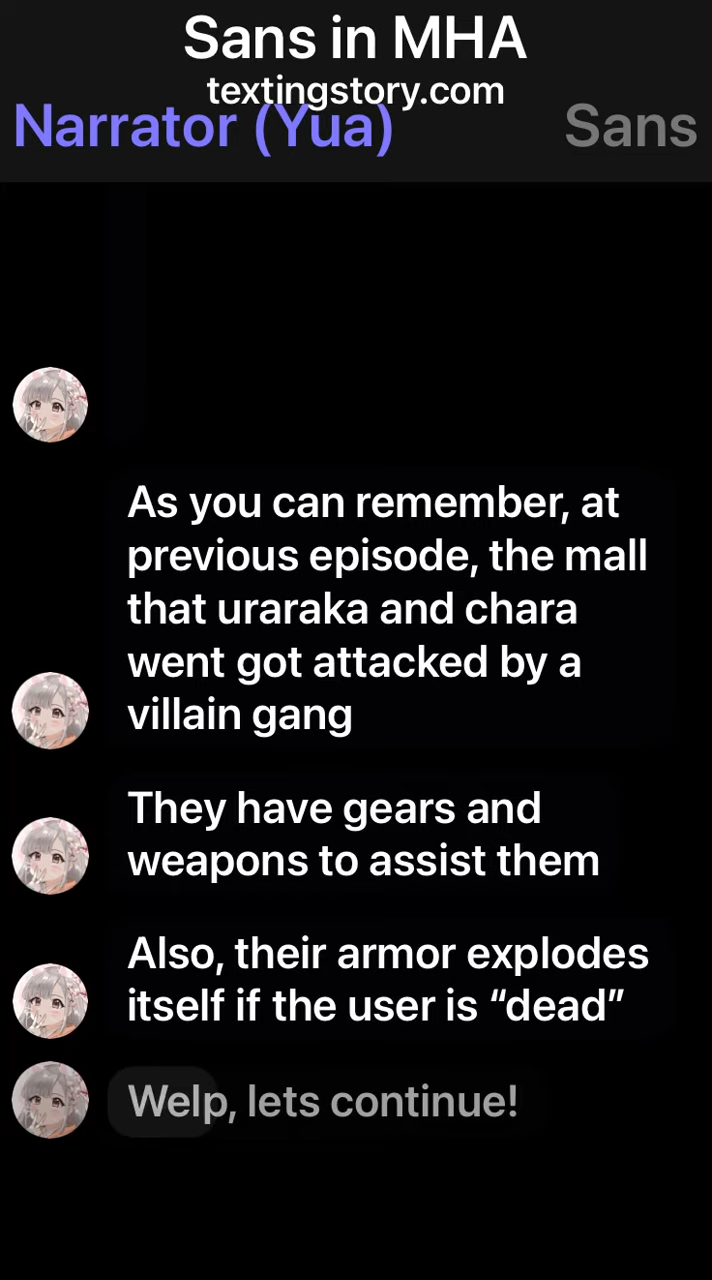 Sans in MHA
textingstory.com
Narrator (Yua) Sans
As you can remember, at
previous episode, the mall
that uraraka and chara
went got attacked by a
villain gang
They have gears and
weapons to assist them
Also, their armor explodes
itself if the user is “dead”
Welp, lets continue!